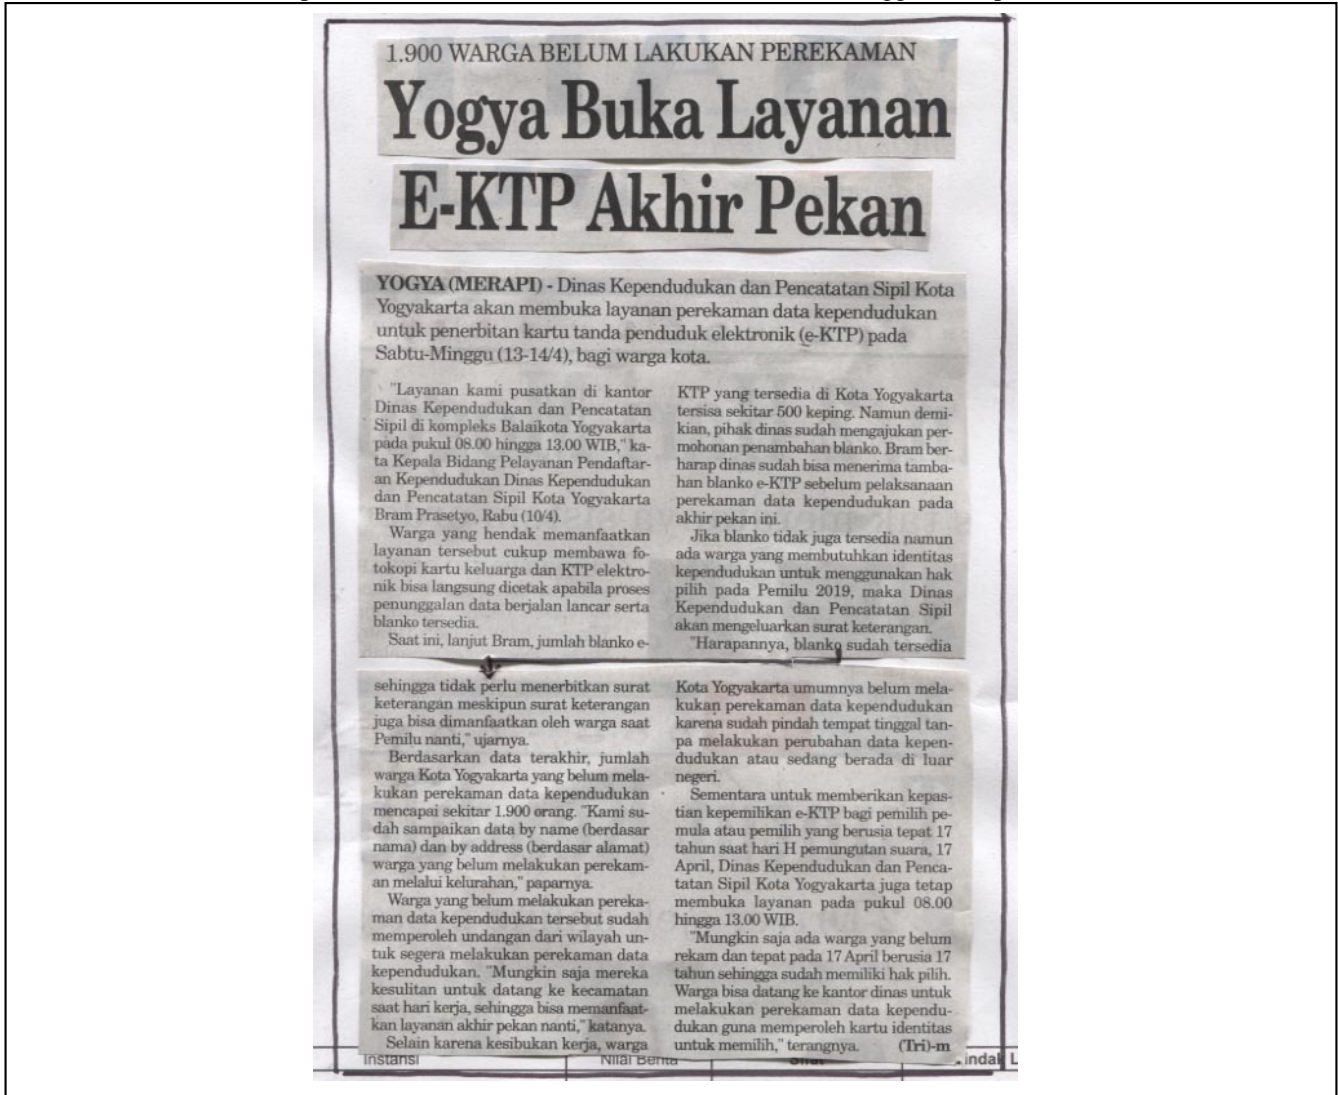 1.900 WARGA BELUM LAKUKAN PEREKAMAN
Yogya Buka Layanan
E-KTP Akhir Pekan
YOGYA (MERAPI) - Dinas Kependudukan dan Pencatatan Sipil Kota
Yogyakarta akan membuka layanan perekaman data kependudukan
untuk penerbitan kartu tanda penduduk elektronik (e-KTP) pada
Sabtu-Minggu (13-14/4), bagi warga kota.
"Layanan kami pusatkan di kantor
Dinas Kependudukan dan Pencatatan
Sipil di kompleks Balaikota Yogyakarta
pada pukul 08.00 hingga 13.00 WIB," ka-
ta Kepala Bidang Pelayanan Pendaftar-
an Kependudukan Dinas Kependudukan
dan Pencatatan Sipil Kota Yogyakarta
Bram Prasetyo, Rabu (10/4).
Warga yang hendak memanfaatkan
layanan tersebut cukup membawa fo-
tokopi kartu keluarga dan KTP elektro-
nik bisa langsung dicetak apabila proses
penunggalan data berjalan lancar serta
blanko tersedia.
Saat ini, lanjut Bram, jumlah blanko e-
KTP yang tersedia di Kota Yogyakarta
tersisa sekitar 500 keping. Namun demi-
kian, pihak dinas sudah mengajukan per-
mohonan penambahan blanko. Bram ber-
harap dinas sudah bisa menerima tamba-
han blanko e-KTP sebelum pelaksanaan
perekaman data kependudukan pada
akhir pekan ini.
Jika blanko tidak juga tersedia namun
ada warga yang membutuhkan identitas
kependudukan untuk menggunakan hak
pilih pada Pemilu 2019, maka Dinas
Kependudukan dan Pencatatan Sipil
akan mengeluarkan surat keterangan.
"Harapannya, blanko sudah tersedia
sehingga tidak perlu menerbitkan surat
keterangan meskipun surat keterangan
juga bisa dimanfaatkan oleh warga saat
Pemilu nanti," ujarnya.
Berdasarkan data terakhir, jumlah
warga Kota Yogyakarta yang belum mela-
kukan perekaman data kependudukan
mencapai sekitar 1.900 orang. "Kami su-
dah sampaikan data by name (berdasar
nama) dan by address (berdasar alamat)
warga yang belum melakukan perekam-
an melalui kelurahan," paparnya.
Warga yang belum melakukan pereka-
man data kependudukan tersebut sudah
memperoleh undangan dari wilayah un-
tuk segera melakukan perekaman data
kependudukan. "Mungkin saja mereka
kesulitan untuk datang ke kecamatan
saat hari kerja, sehingga bisa memanfaat-
kan layanan akhir pekan nanti," katanya.
Selain karena kesibukan kerja, warga
Kota Yogyakarta umumnya belum mela-
kukan perekaman data kependudukan
karena sudah pindah tempat tinggal tan-
pa melakukan perubahan data kepen-
dudukan atau sedang berada di luar
negeri.
Sementara untuk memberikan kepas-
tian kepemilikan e-KTP bagi pemilih pe-
mula atau pemilih yang berusia tepat 17
tahun saat hari H pemungutan suara, 17
April, Dinas Kependudukan dan Penca-
tatan Sipil Kota Yogyakarta juga tetap
membuka layanan pada pukul 08.00
hingga 13.00 WIB.
"Mungkin saja ada warga yang belum
rekam dan tepat pada 17 April berusia 17
tahun sehingga sudah memiliki hak pilih.
Warga bisa datang ke kantor dinas untuk
melakukan perekaman data kependu-
dukan guna memperoleh kartu identitas
untuk memilih," terangnya. (Tri)-m
Instansi Nilai Berita